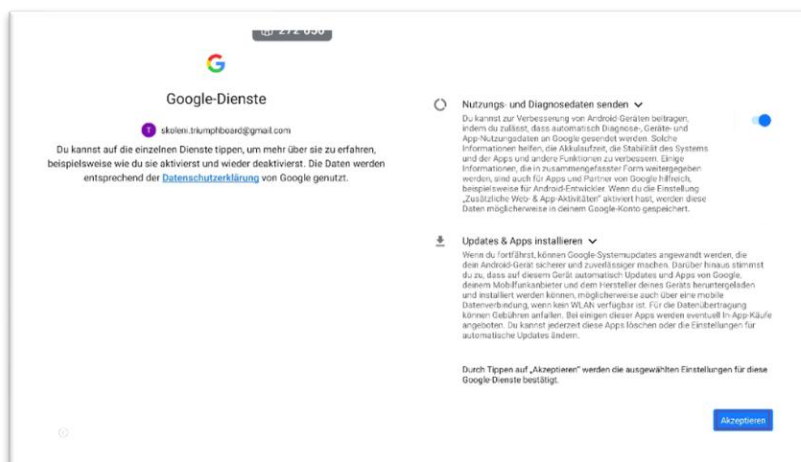 272 656
Google-Dienste
T
skoleni.triumphboard@gmail.com
Du kannst auf die einzelnen Dienste tippen, um mehr über sie zu erfahren,
beispielsweise wie du sie aktivierst und wieder deaktivierst. Die Daten werden
entsprechend der Datenschutzerklärung von Google genutzt.
Nutzungs- und Diagnosedaten senden
Du kannst zur Verbesserung von Android-Geräten beitragen,
indem du zulässt, dass automatisch Diagnose-, Geräte- und
App-Nutzungsdaten an Google gesendet werden. Solche
Informationen helfen, die Akkulaufzeit, die Stabilität des Systems
und der Apps und andere Funktionen zu verbessern. Einige
Informationen, die in zusammengefasster Form weitergegeben
werden, sind auch für Apps und Partner von Google hilfreich,
beispielsweise für Android-Entwickler. Wenn du die Einstellung
„Zusätzliche Web- & App-Aktivitäten" aktiviert hast, werden diese
Daten möglicherweise in deinem Google-Konto gespeichert.
Updates & Apps installieren
Wenn du fortfährst, können Google-Systemupdates angewandt werden, die
dein Android-Gerät sicherer und zuverlässiger machen. Darüber hinaus stimmst
du zu, dass auf diesem Gerät automatisch Updates und Apps von Google,
deinem Mobilfunkanbieter und dem Hersteller deines Geräts heruntergeladen
und installiert werden können, möglicherweise auch über eine mobile
Datenverbindung, wenn kein WLAN verfügbar ist. Für die Datenübertragung
können Gebühren anfallen. Bei einigen dieser Apps werden eventuell In-App-Käufe
angeboten. Du kannst jederzeit diese Apps löschen oder die Einstellungen für
automatische Updates ändern.
Durch Tippen auf „Akzeptieren" werden die ausgewählten Einstellungen für diese
Google-Dienste bestätigt.
Akzeptieren